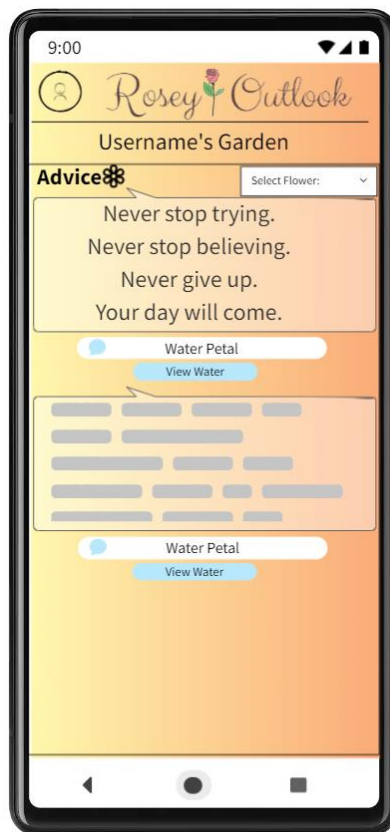 9:00
Rosey Outlook
Username's Garden
Advice
Select Flower:
Never stop trying.
Never stop believing.
Never give up.
Your day will come.
Water Petal
View Water
Water Petal
View Water